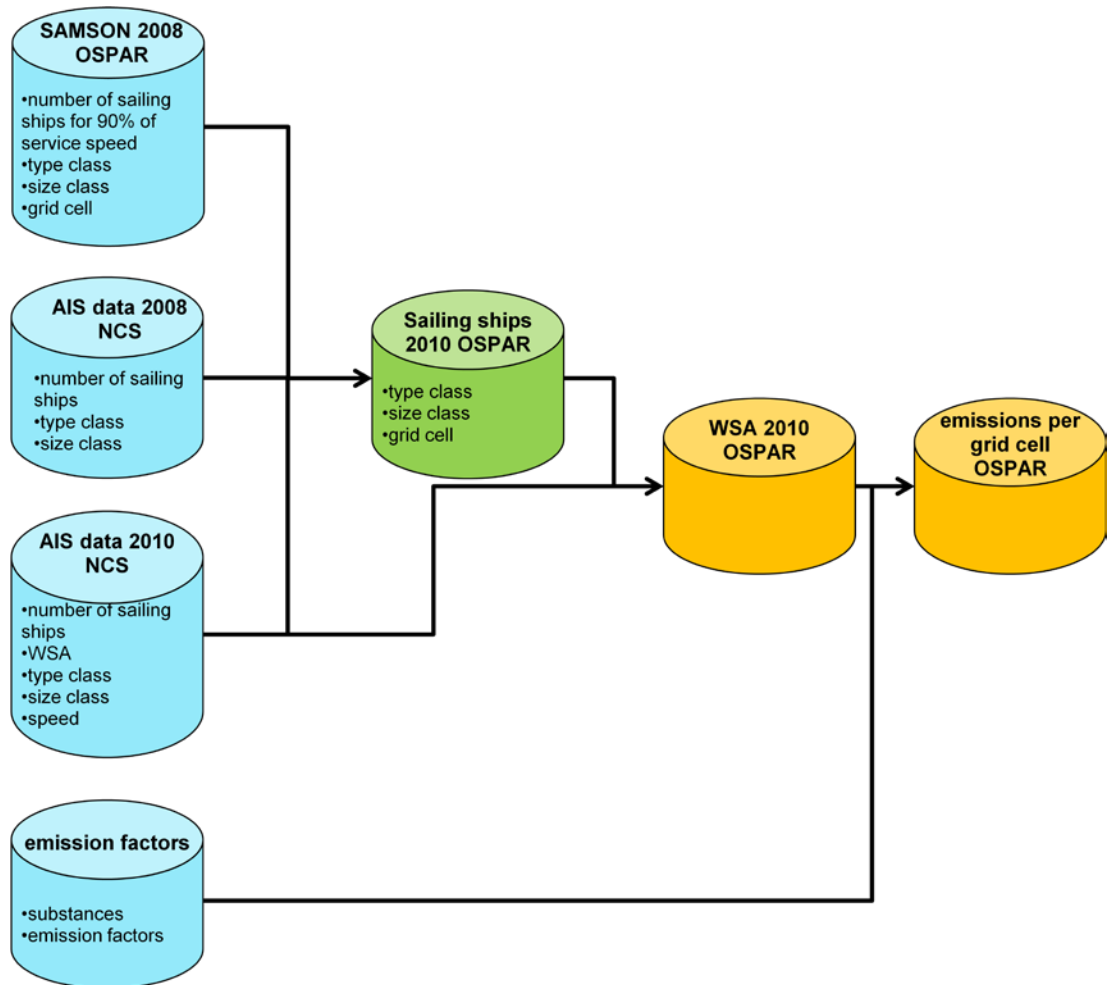 SAMSON 2008
OSPAR
•number of sailing
ships for 90% of
service speed
•type class
•size class
•grid cell
AIS data 2008
NCS
•number of sailing
ships
•type class
•size class
Sailing ships
2010 OSPAR
•type class
•size class
•grid cell
WSA 2010
OSPAR
emissions per
grid cell
OSPAR
AIS data 2010
NCS
•number of sailing
ships
•WSA
•type class
•size class
•speed
emission factors
•substances
•emission factors